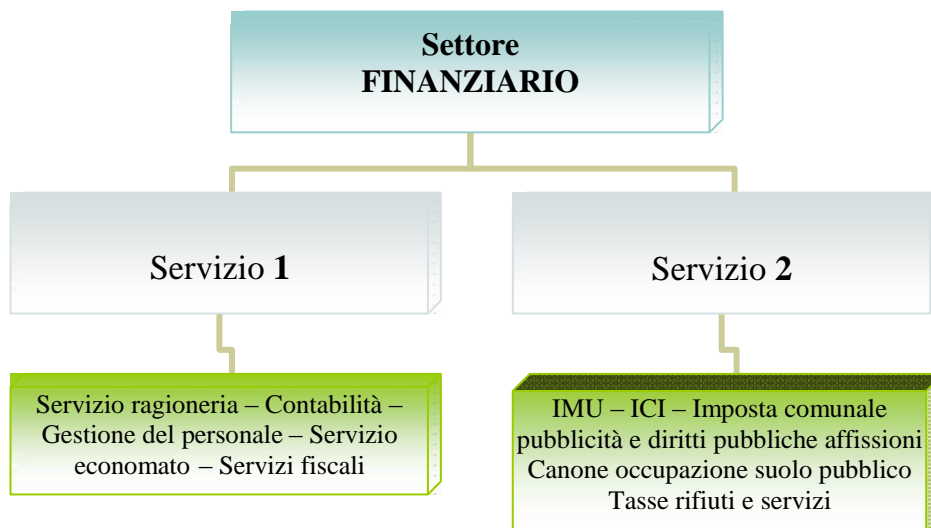 Settore
FINANZIARIO
Servizio 1
Servizio 2
Servizio ragioneria – Contabilità –
Gestione del personale – Servizio
economato – Servizi fiscali
IMU – ICI – Imposta comunale
pubblicità e diritti pubbliche affissioni
Canone occupazione suolo pubblico
Tasse rifiuti e servizi